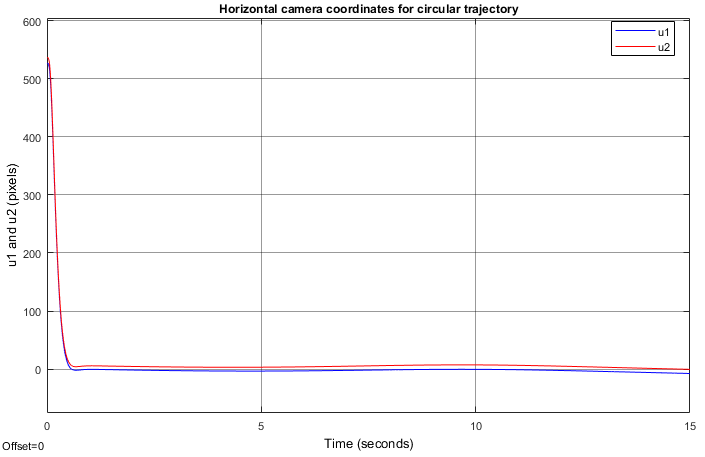 Horizontal camera coordinates for circular trajectory
u1
u2
600
500
400
300
200
100
0
u1 and u2 (pixels)
0
5
10
15
Time (seconds)
Offset=0